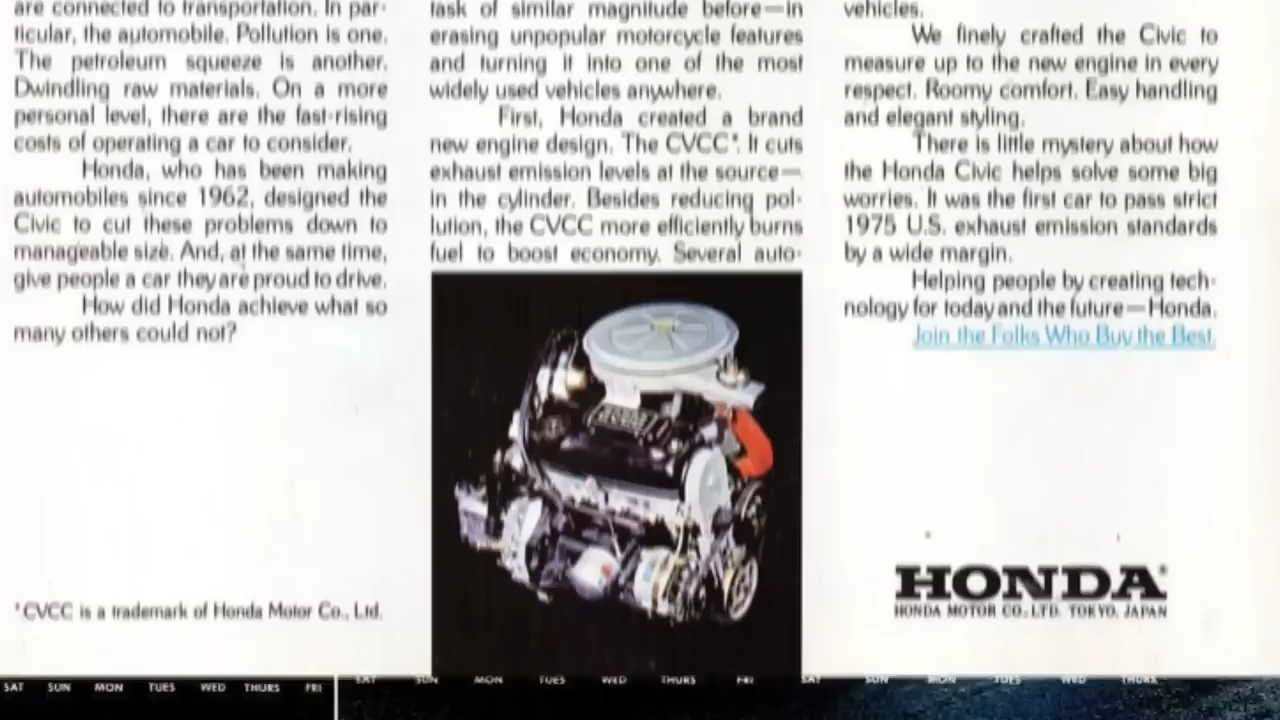 are connected to transportation. In par-
ticular, the automobile. Pollution is one.
The petroleum squeeze is another.
Dwindling raw materials. On a more
personal level, there are the fast-rising
costs of operating a car to consider.
Honda, who has been making
automobiles since 1962, designed the
Civic to cut these problems down to
manageable size. And, at the same time,
give people a car they are proud to drive.
How did Honda achieve what so
many others could not?
*CVCC is a trademark of Honda Motor Co., Ltd.
task of similar magnitude before—in
erasing unpopular motorcycle features
and turning it into one of the most
widely used vehicles anywhere.
First, Honda created a brand
new engine design. The CVCC*. It cuts
exhaust emission levels at the source—
in the cylinder. Besides reducing pol-
lution, the CVCC more efficiently burns
fuel to boost economy. Several auto-
vehicles.
We finely crafted the Civic to
measure up to the new engine in every
respect. Roomy comfort. Easy handling
and elegant styling.
There is little mystery about how
the Honda Civic helps solve some big
worries. It was the first car to pass strict
1975 U.S. exhaust emission standards
by a wide margin.
Helping people by creating tech-
nology for today and the future—Honda.
Join the Folks Who Buy the Best.
HONDA®
HONDA MOTOR CO., LTD. TOKYO, JAPAN
SAT SUN MON TUES WED THURS FRI
SAT SUN MON TUES WED THURS FRI
SAT SUN MON TUES WED THURS